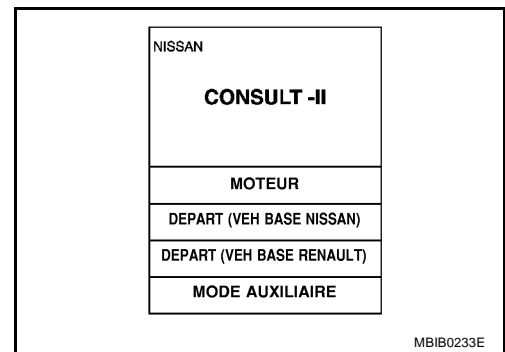 NISSAN
CONSULT -II
MOTEUR
DEPART (VEH BASE NISSAN)
DEPART (VEH BASE RENAULT)
MODE AUXILIAIRE
MBIB0233E